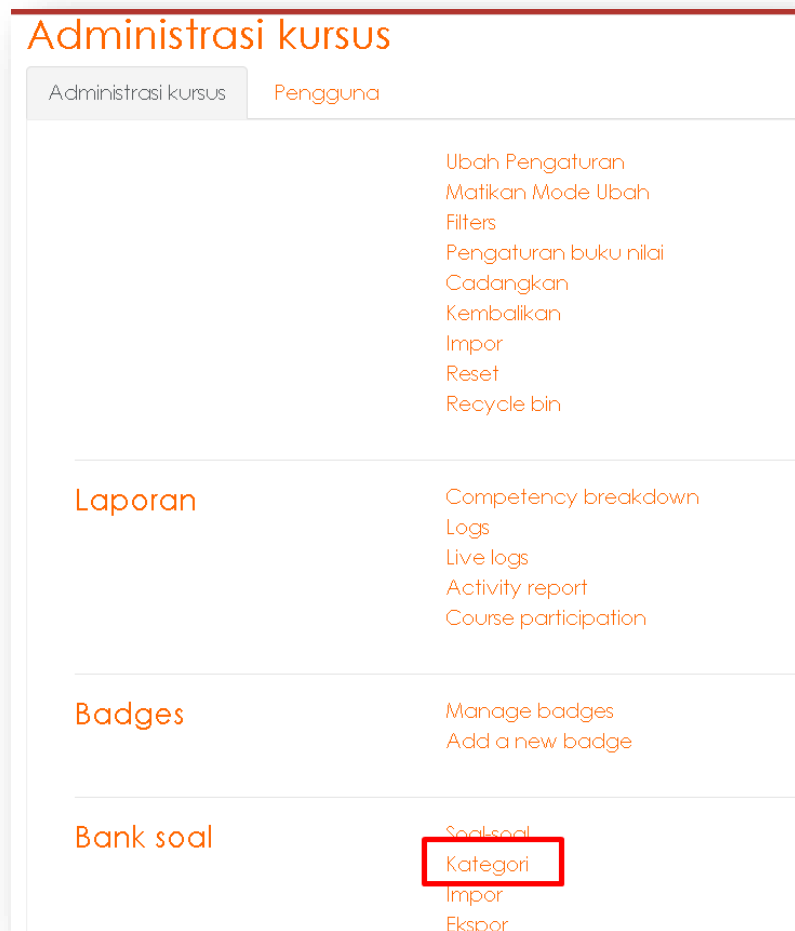 Administrasi kursus
Administrasi kursus Pengguna
Ubah Pengaturan
Matikan Mode Ubah
Filters
Pengaturan buku nilai
Cadangkan
Kembalikan
Impor
Reset
Recycle bin
Laporan
Competency breakdown
Logs
Live logs
Activity report
Course participation
Badges
Manage badges
Add a new badge
Bank soal
Soal-soal
Kategori
Impor
Ekspor